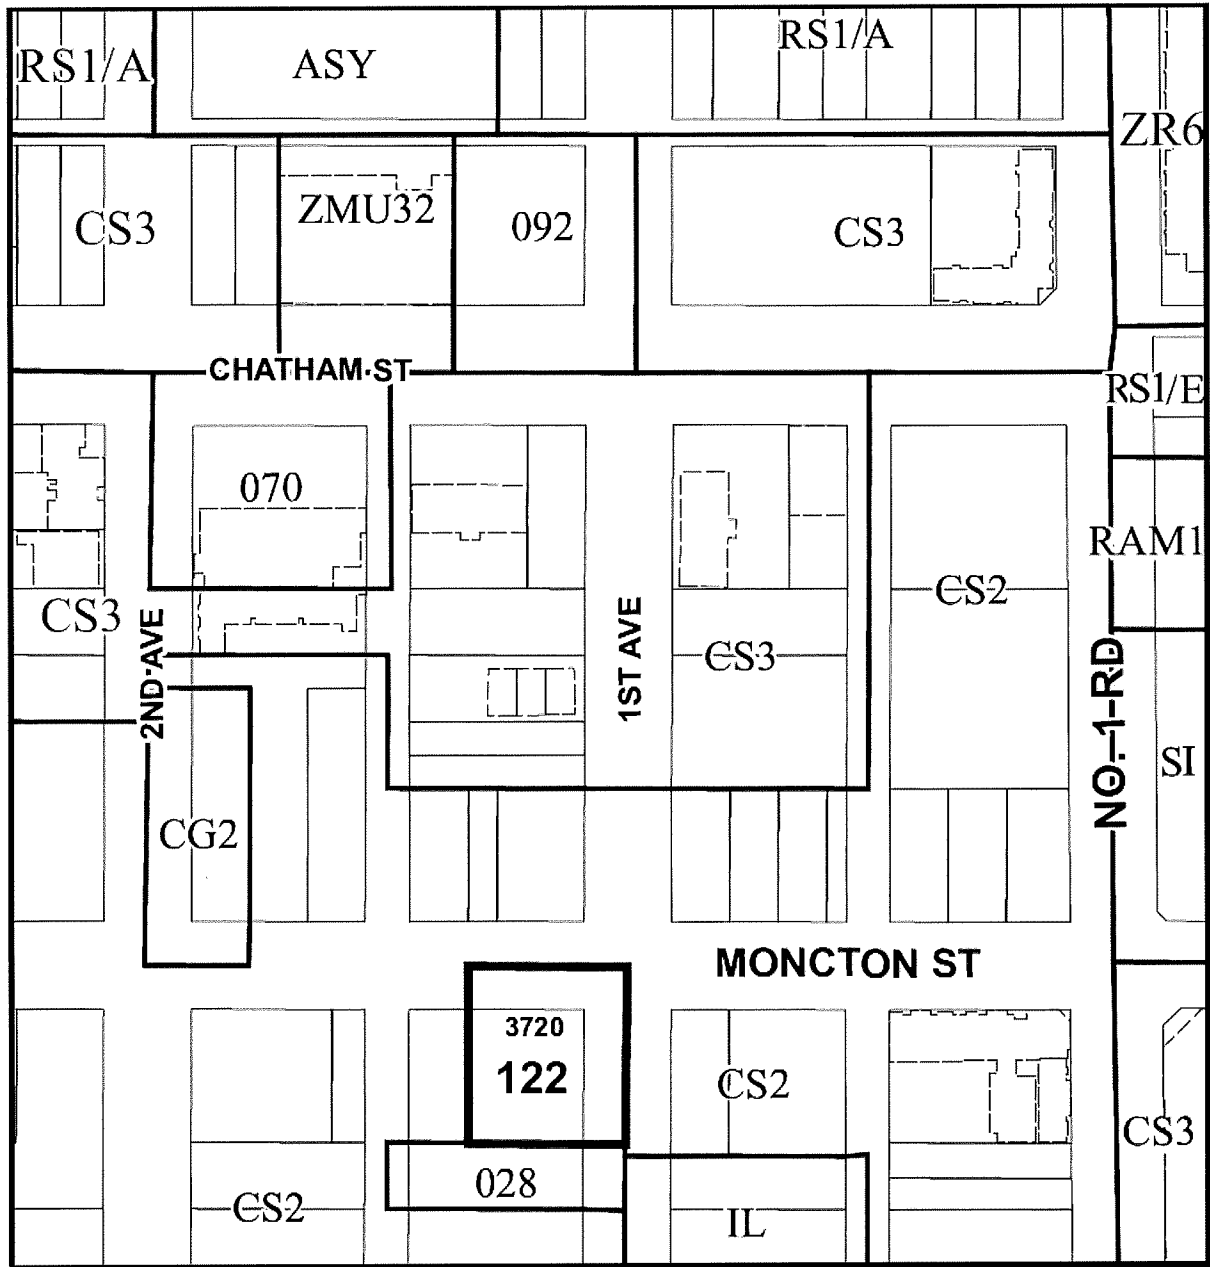 RS1/A
ASY
RS1/A
ZR6
CS3
ZMU32
092
CS3
CHATHAM ST
RS1/E
070
RAM1
CS2
CS3
2ND AVE
1ST AVE
CS3
NO. 1 RD
SI
CG2
MONCTON ST
3720
122
CS2
CS3
028
CS2
IL